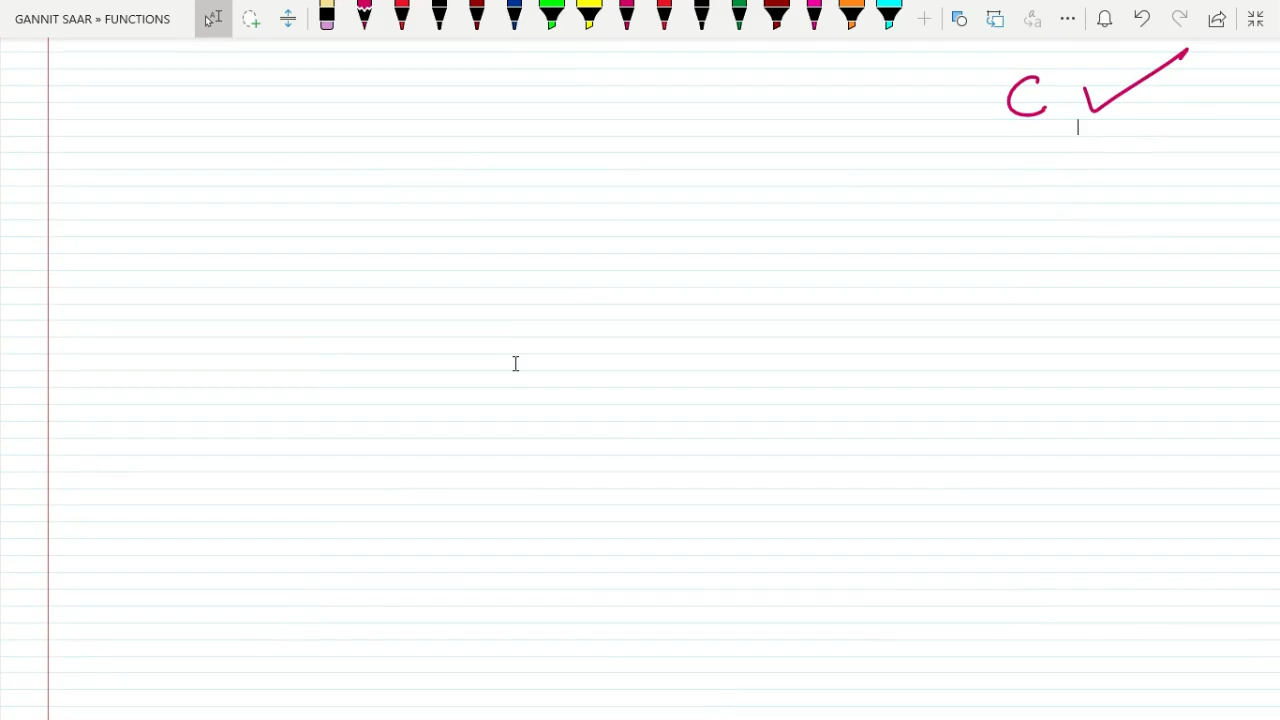 GANNIT SAAR » FUNCTIONS
C ✓